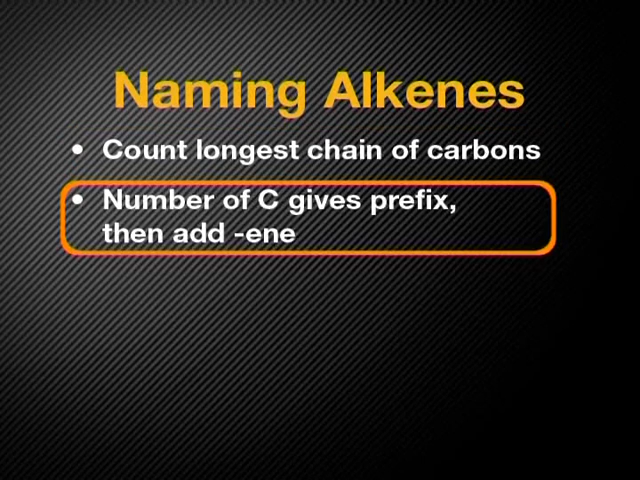 Naming Alkenes
• Count longest chain of carbons
• Number of C gives prefix,
then add -ene